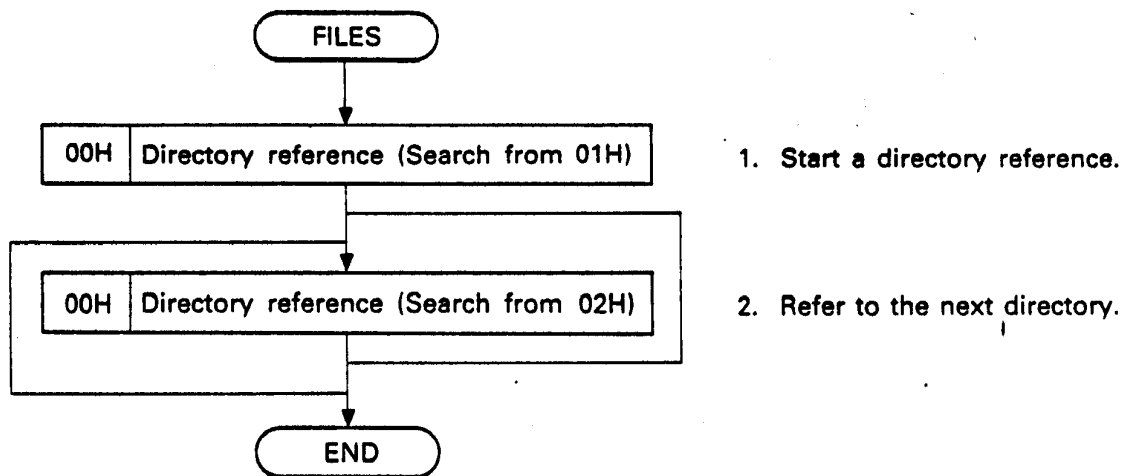 FILES
00H Directory reference (Search from 01H)
1. Start a directory reference.
00H Directory reference (Search from 02H)
2. Refer to the next directory.
END